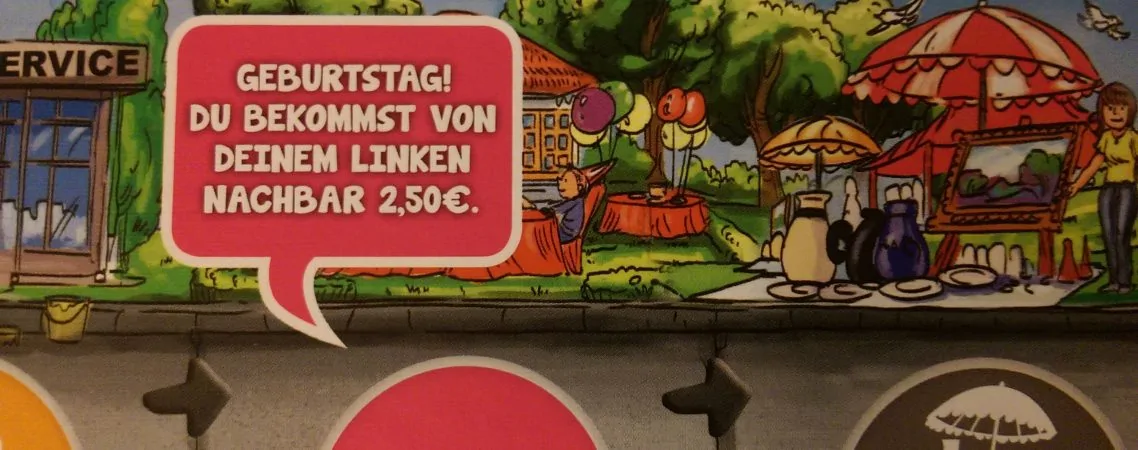 ERVICE
GEBURTSTAG!
DU BEKOMMST VON
DEINEM LINKEN
NACHBAR 2,50€.